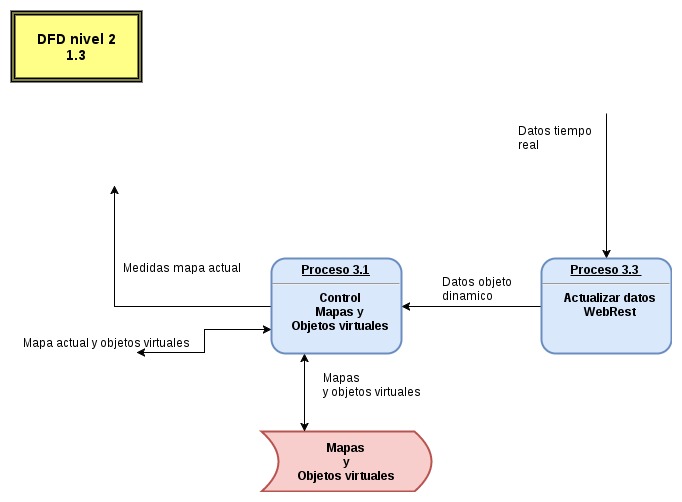 DFD nivel 2
1.3
Datos tiempo
real
Medidas mapa actual
Proceso 3.1
Control
Mapas y
Objetos virtuales
Datos objeto
dinamico
Proceso 3.3
Actualizar datos
WebRest
Mapa actual y objetos virtuales
Mapas
y objetos virtuales
Mapas
y
Objetos virtuales